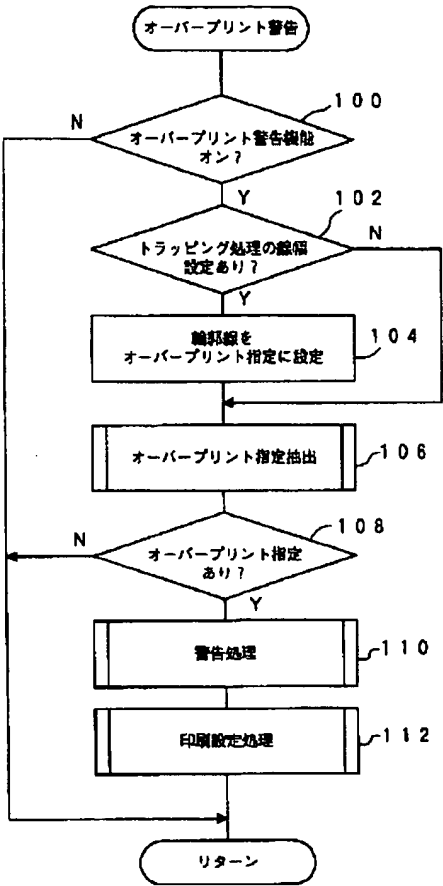 オーバープリント警告
100
N
オーバープリント警告機能
オン?
Y
102
トラッピング処理の線幅
設定あり?
N
Y
輪郭線を
オーバープリント指定に設定
104
オーバープリント指定抽出
106
108
N
オーバープリント指定
あり?
Y
警告処理
110
印刷設定処理
112
リターン